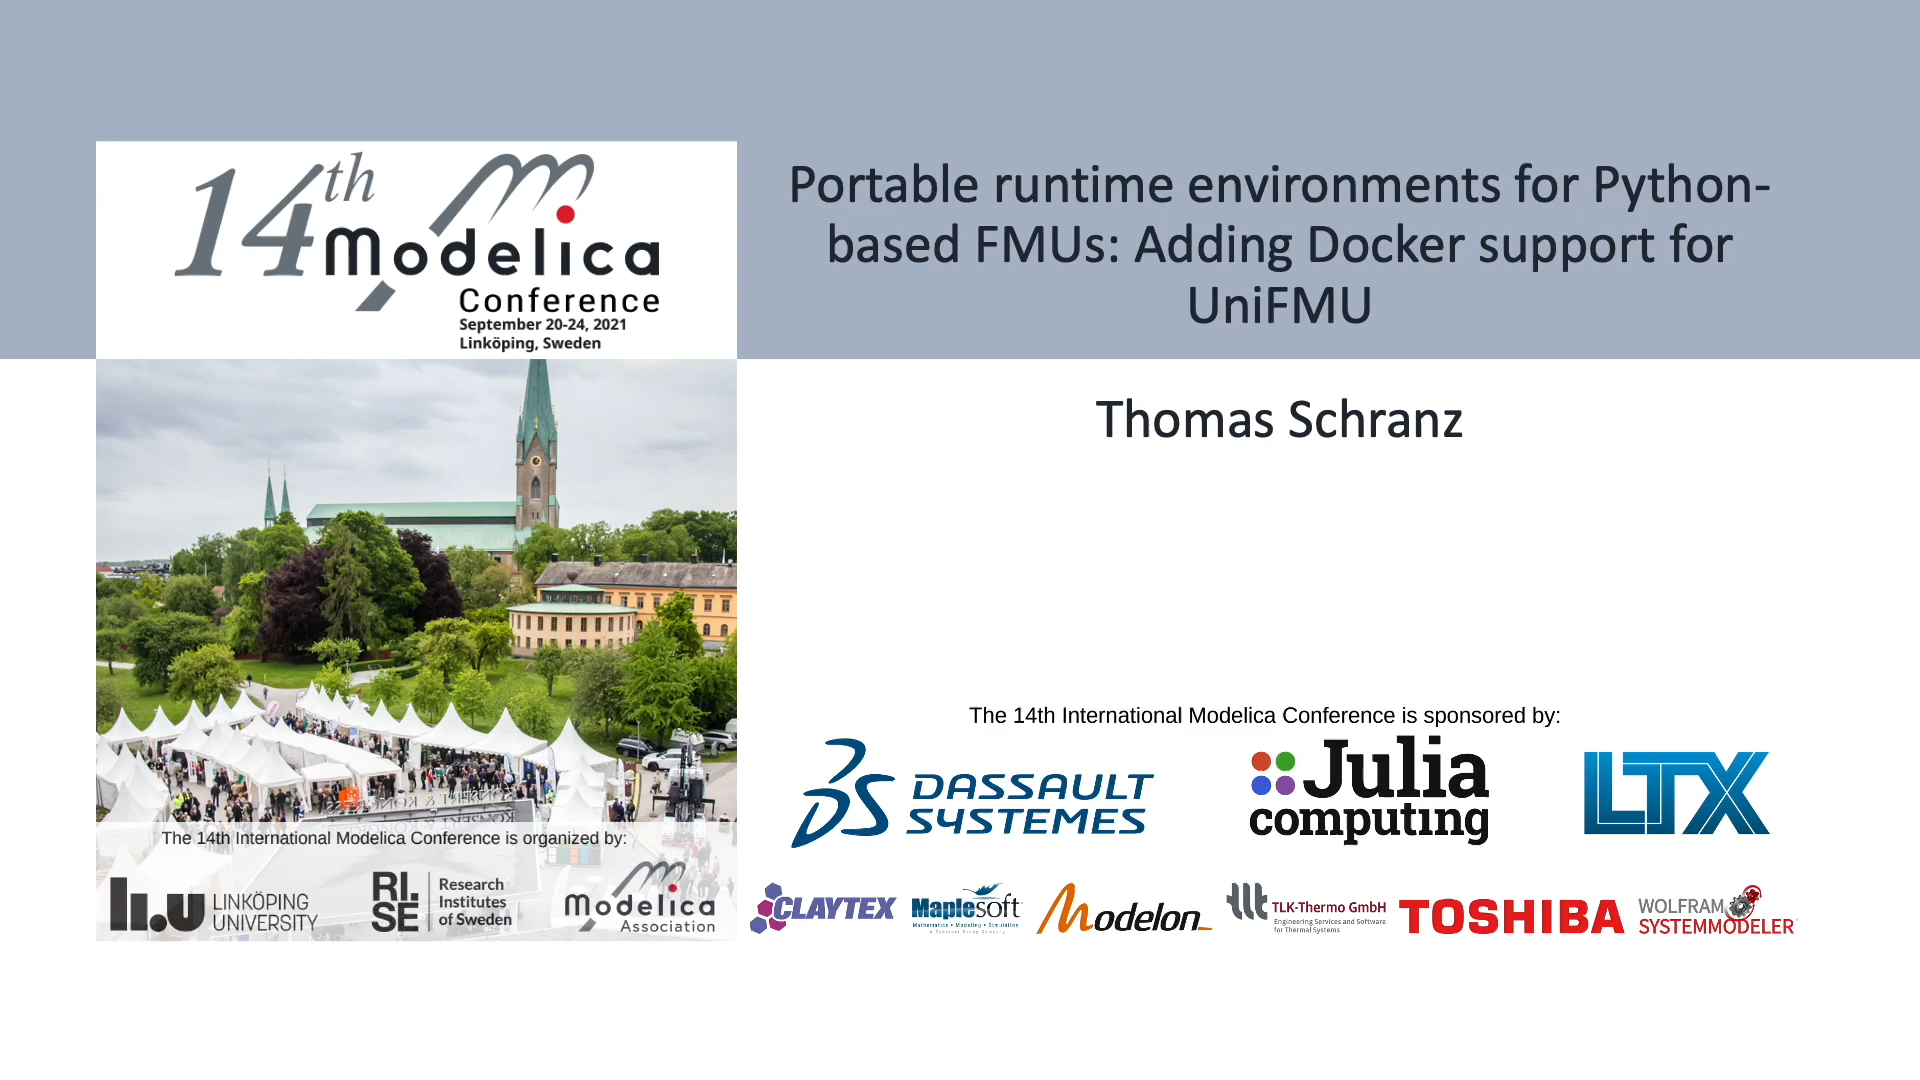 14th
Modelica
Conference
September 20-24, 2021
Linköping, Sweden
Portable runtime environments for Python-
based FMUs: Adding Docker support for
UniFMU
Thomas Schranz
The 14th International Modelica Conference is organized by:
LINKÖPING
UNIVERSITY
RI.
SE
Research
Institutes
of Sweden
Modelica
Association
The 14th International Modelica Conference is sponsored by:
DASSAULT
SYSTEMES
Julia
computing
LTX
CLAYTEX
Maplesoft
Mathematics • Modeling • Simulation
Modelon
TLK-Thermo GmbH
Engineering Services and Software
for Thermal Systems
TOSHIBA
WOLFRAM
SYSTEMMODELER